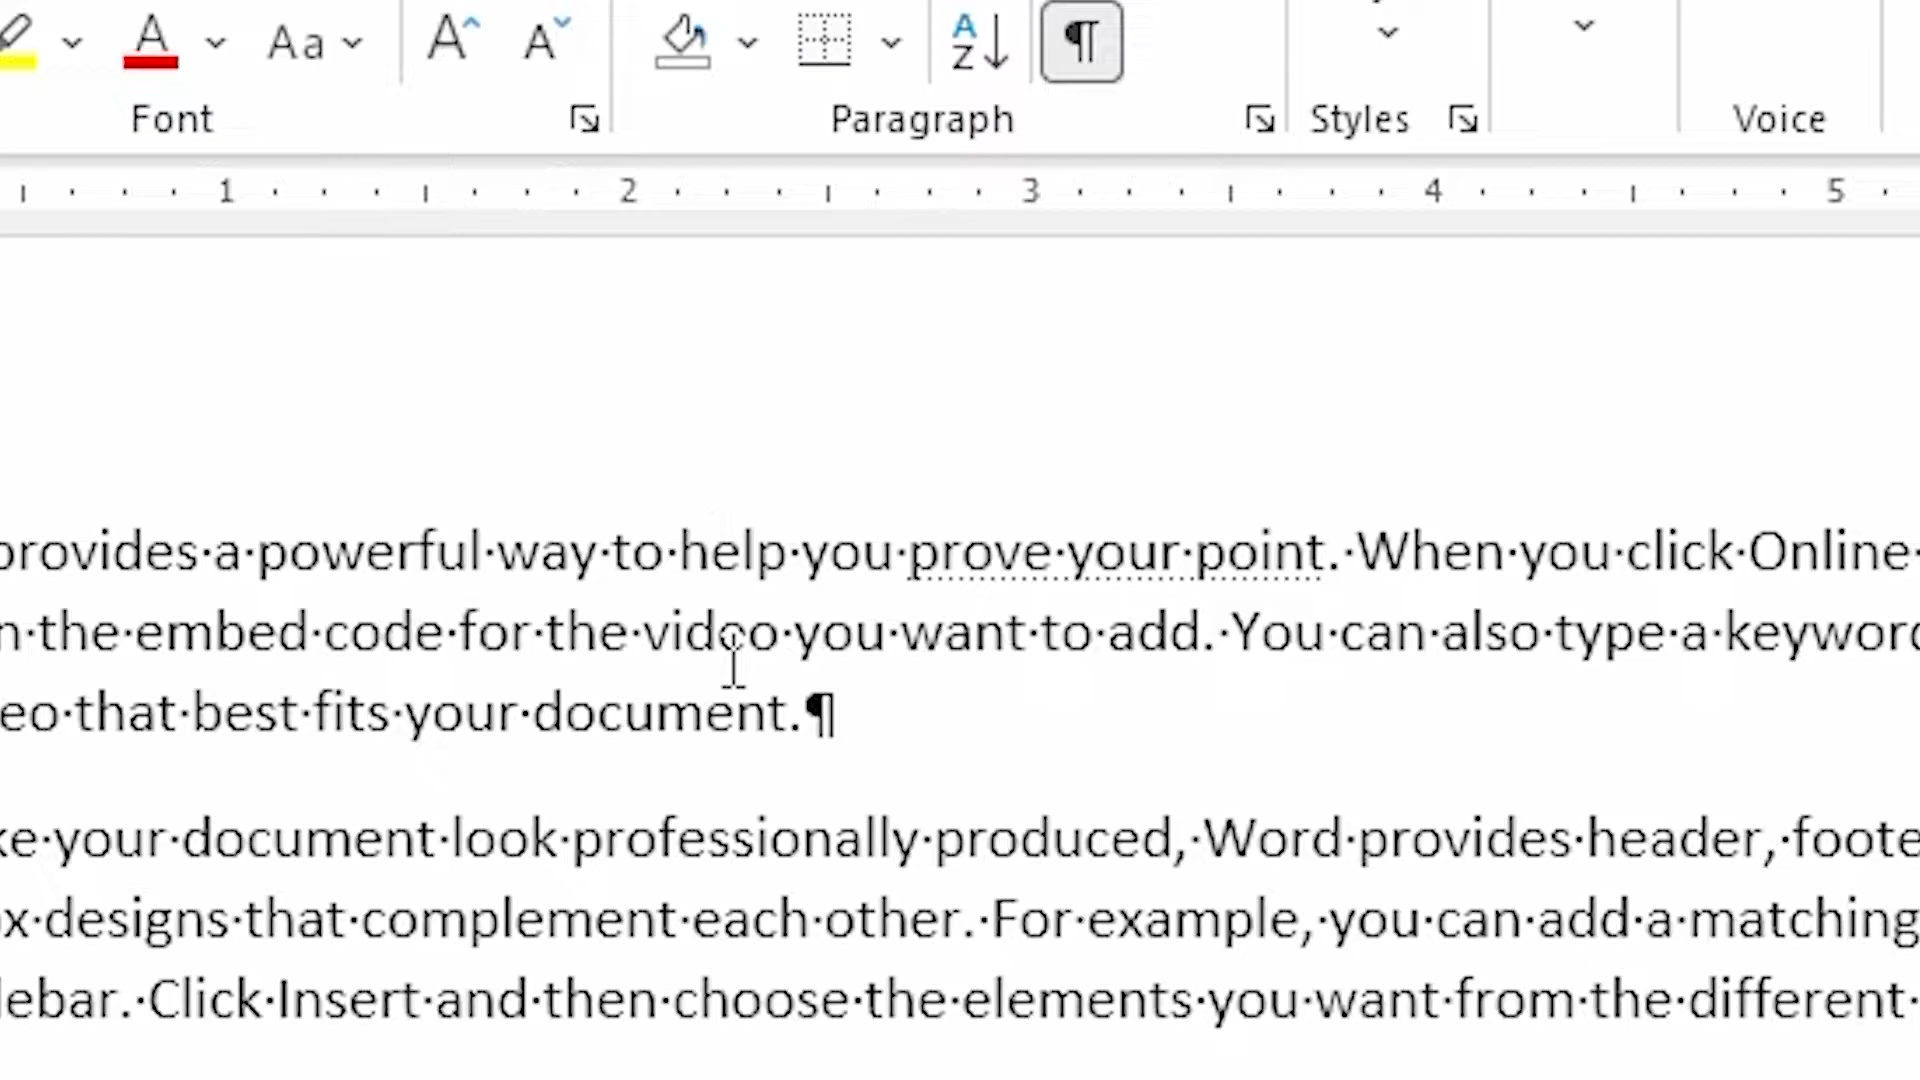 A Aa A A A Z ¶
Font Paragraph Styles Voice
1 2 3 4 5
provides·a·powerful·way·to·help·you·prove·your·point.·When·you·click·Online·
the·embed·code·for·the·video·you·want·to·add.·You·can·also·type·a·keyword
that·best·fits·your·document.¶
your·document·look·professionally·produced,·Word·provides·header,·foote
designs·that·complement·each·other.·For·example,·you·can·add·a·matching
ebar.·Click·Insert·and·then·choose·the·elements·you·want·from·the·different·